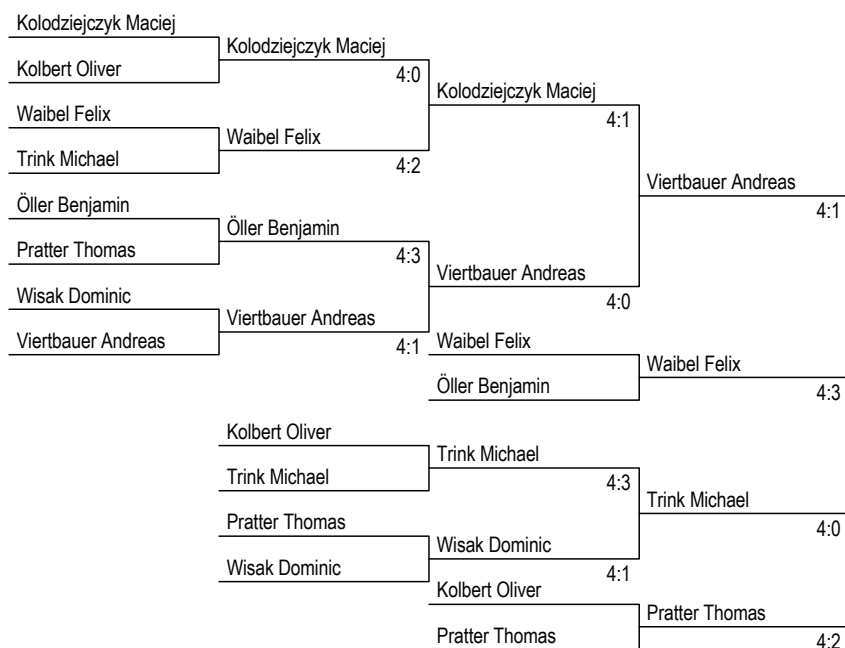 Kolodziejczyk Maciej
Kolodziejczyk Maciej
Kolbert Oliver
4:0
Kolodziejczyk Maciej
Waibel Felix
4:1
Waibel Felix
Trink Michael
4:2
Viertbauer Andreas
Öller Benjamin
4:1
Öller Benjamin
Pratter Thomas
4:3
Viertbauer Andreas
Wisak Dominic
4:0
Viertbauer Andreas
Viertbauer Andreas
4:1
Waibel Felix
Waibel Felix
Öller Benjamin
4:3
Kolbert Oliver
Trink Michael
Trink Michael
4:3
Trink Michael
Pratter Thomas
4:0
Wisak Dominic
Wisak Dominic
4:1
Kolbert Oliver
Pratter Thomas
Pratter Thomas
4:2